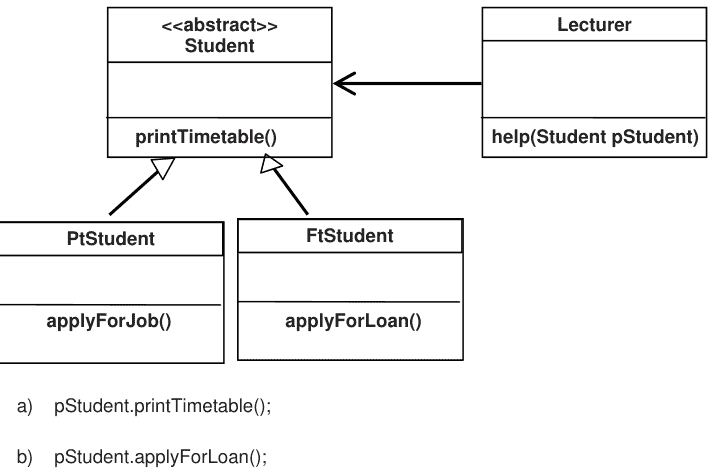 <<abstract>>
Student
printTimetable()
Lecturer
help(Student pStudent)
PtStudent
applyForJob()
FtStudent
applyForLoan()
a) pStudent.printTimetable();
b) pStudent.applyForLoan();